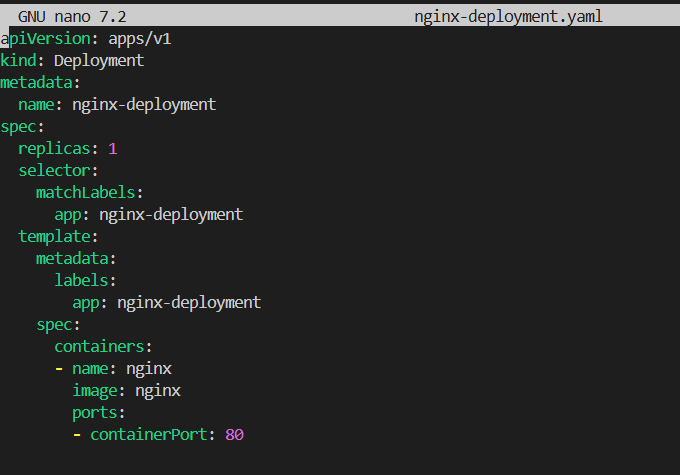 GNU nano 7.2 nginx-deployment.yaml
apiVersion: apps/v1
kind: Deployment
metadata:
  name: nginx-deployment
spec:
  replicas: 1
  selector:
    matchLabels:
      app: nginx-deployment
  template:
    metadata:
      labels:
        app: nginx-deployment
    spec:
      containers:
      - name: nginx
        image: nginx
        ports:
        - containerPort: 80